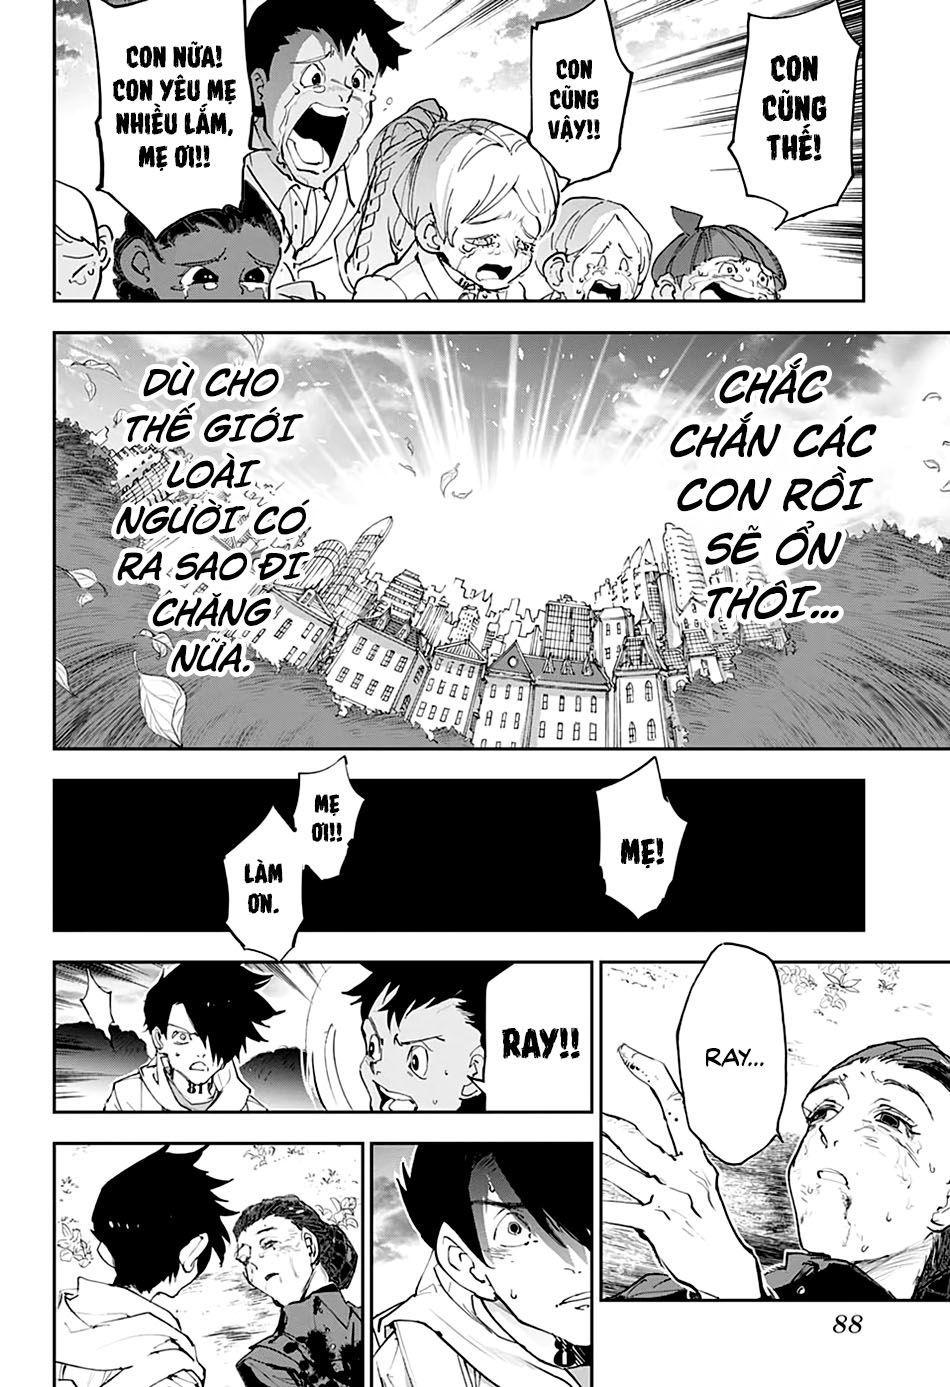 CON
CŨNG
THẾ!
CON
CŨNG
VẬY!!
CON NỮA!
CON YÊU MẸ
NHIỀU LẮM,
MẸ ƠI!!
CHẮC
CHẮN CÁC
CON RỒI
SẼ ỔN
THÔI...
DÙ CHO
THẾ GIỚI
LOÀI
NGƯỜI CÓ
RA SAO ĐI
CHĂNG
NỮA.
MẸ!
MẸ
ƠI!!
LÀM
ƠN.
RAY...
RAY!!
81
88